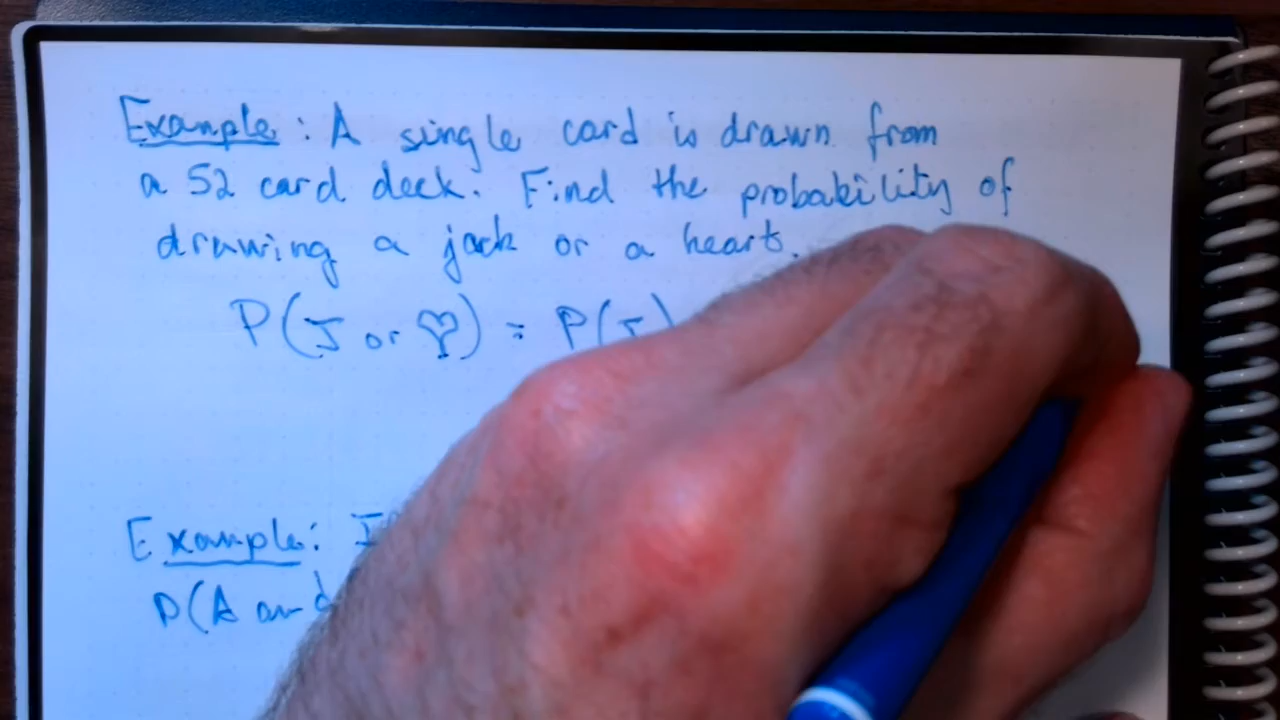 Example: A single card is drawn from
a 52 card deck. Find the probability of
drawing a jack or a heart.
P(J or ♡) = P(J)
Example:
P(A and